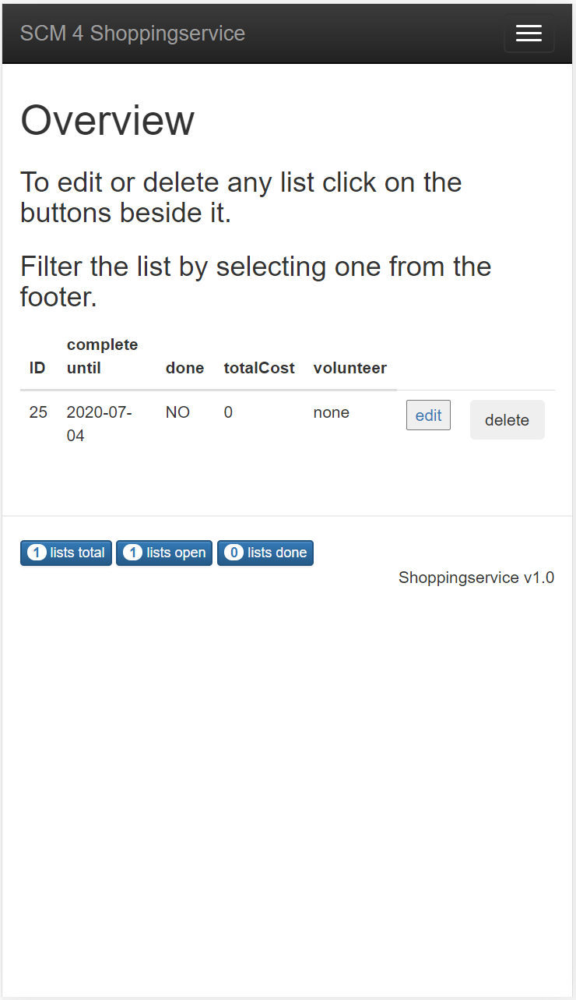 SCM 4 Shoppingservice
Overview
To edit or delete any list click on the
buttons beside it.
Filter the list by selecting one from the
footer.
complete
ID until done totalCost volunteer
25 2020-07- NO 0 none edit delete
04
1 lists total 1 lists open 0 lists done
Shoppingservice v1.0